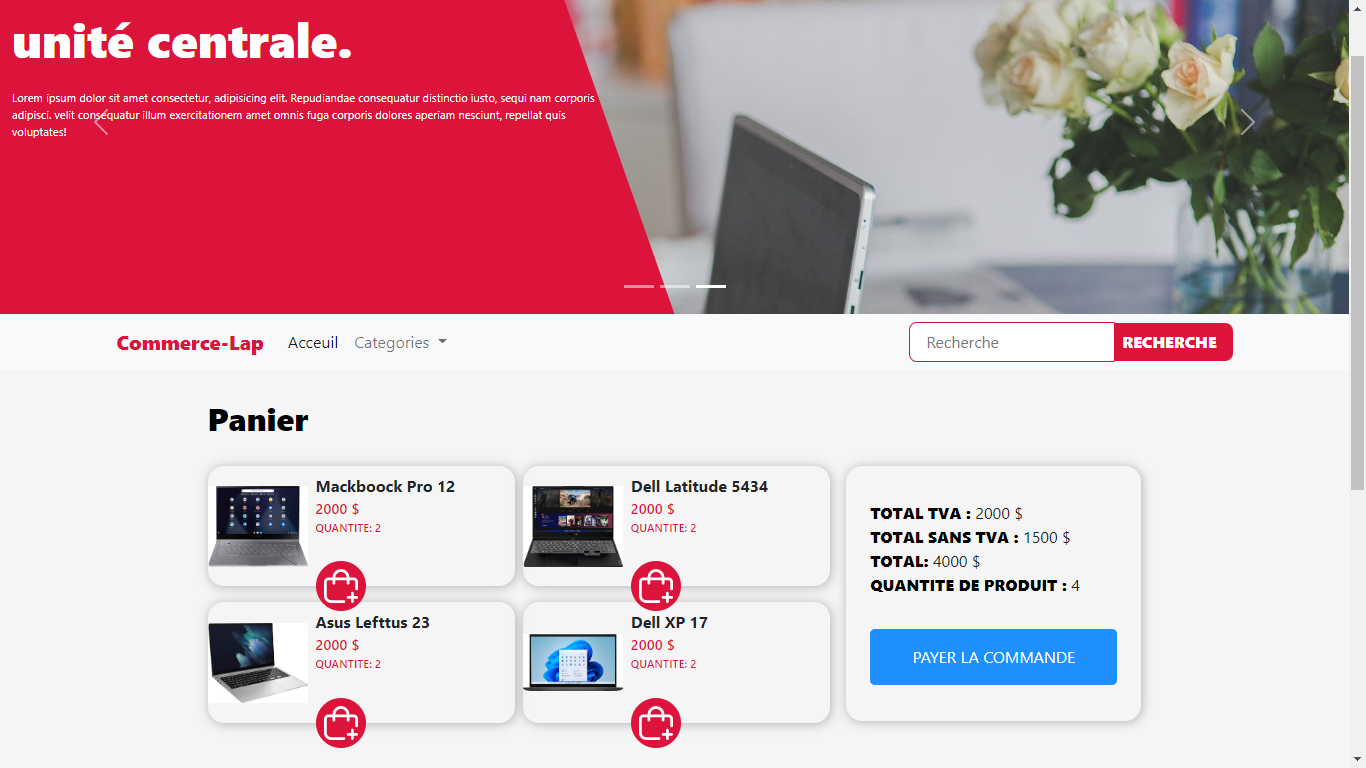 unité centrale.
Lorem ipsum dolor sit amet consectetur, adipisicing elit. Repudiandae consequatur distinctio iusto, sequi nam corporis
adipisci. velit consequatur illum exercitationem amet omnis fuga corporis dolores aperiam nesciunt, repellat quis
voluptates!
Commerce-Lap
Acceuil
Categories
Recherche
RECHERCHE
Panier
Mackboock Pro 12
2000 $
QUANTITE: 2
Dell Latitude 5434
2000 $
QUANTITE: 2
Asus Lefttus 23
2000 $
QUANTITE: 2
Dell XP 17
2000 $
QUANTITE: 2
TOTAL TVA : 2000 $
TOTAL SANS TVA : 1500 $
TOTAL: 4000 $
QUANTITE DE PRODUIT : 4
PAYER LA COMMANDE